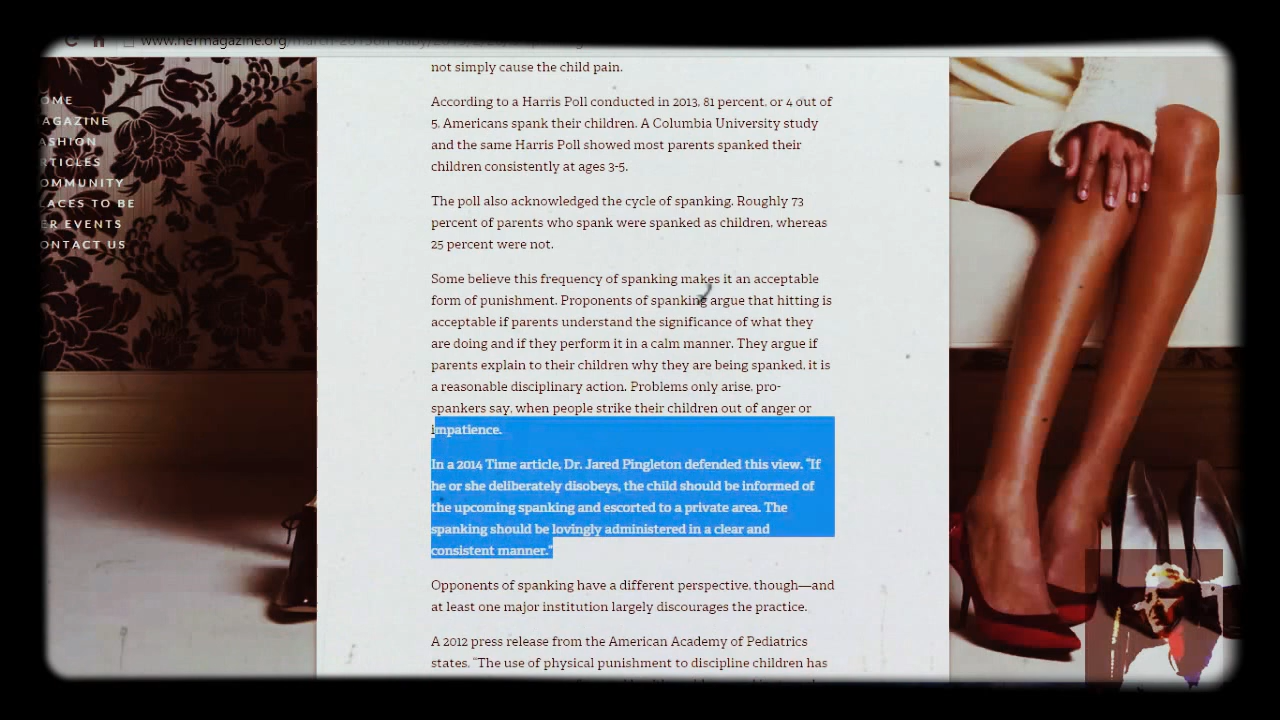 www.hermagazine.org
OME
AGAZINE
ASHION
RTICLES
OMMUNITY
LACES TO BE
ER EVENTS
ONTACT US
not simply cause the child pain.
According to a Harris Poll conducted in 2013, 81 percent, or 4 out of
5, Americans spank their children. A Columbia University study
and the same Harris Poll showed most parents spanked their
children consistently at ages 3-5.
The poll also acknowledged the cycle of spanking. Roughly 73
percent of parents who spank were spanked as children, whereas
25 percent were not.
Some believe this frequency of spanking makes it an acceptable
form of punishment. Proponents of spanking argue that hitting is
acceptable if parents understand the significance of what they
are doing and if they perform it in a calm manner. They argue if
parents explain to their children why they are being spanked, it is
a reasonable disciplinary action. Problems only arise, pro-
spankers say, when people strike their children out of anger or
impatience.
In a 2014 Time article, Dr. Jared Pingleton defended this view. "If
he or she deliberately disobeys, the child should be informed of
the upcoming spanking and escorted to a private area. The
spanking should be lovingly administered in a clear and
consistent manner."
Opponents of spanking have a different perspective, though—and
at least one major institution largely discourages the practice.
A 2012 press release from the American Academy of Pediatrics
states, "The use of physical punishment to discipline children has